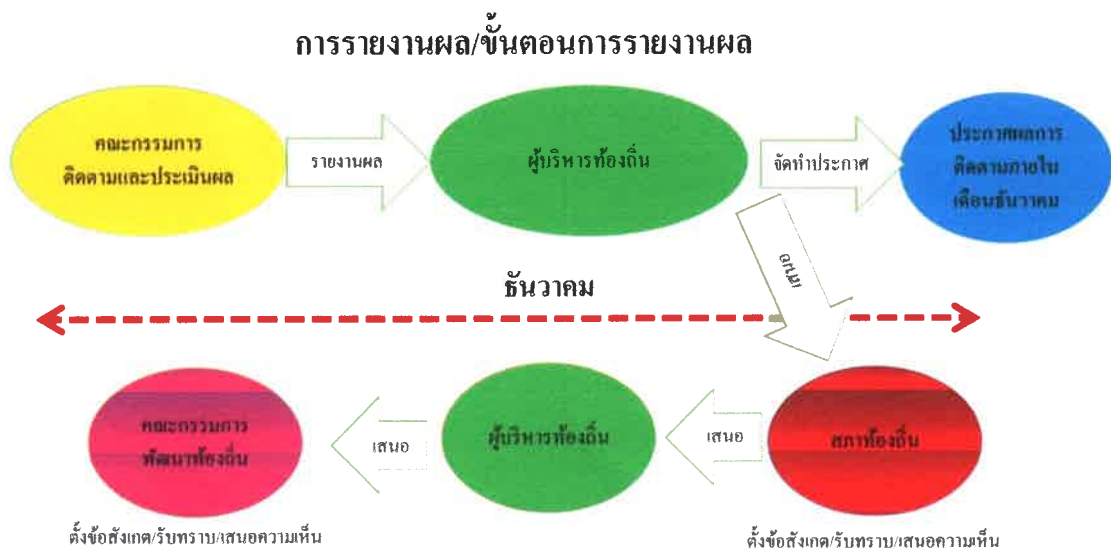 การรายงานผล/ขั้นตอนการรายงานผล
คณะกรรมการ
ติดตามและประเมินผล
รายงานผล
ผู้บริหารท้องถิ่น
จัดทำประกาศ
ประกาศผลการ
ติดตามภายใน
เดือนธันวาคม
เสนอ
ธันวาคม
คณะกรรมการ
พัฒนาท้องถิ่น
เสนอ
ผู้บริหารท้องถิ่น
เสนอ
สภาท้องถิ่น
ตั้งข้อสังเกต/รับทราบ/เสนอความเห็น
ตั้งข้อสังเกต/รับทราบ/เสนอความเห็น